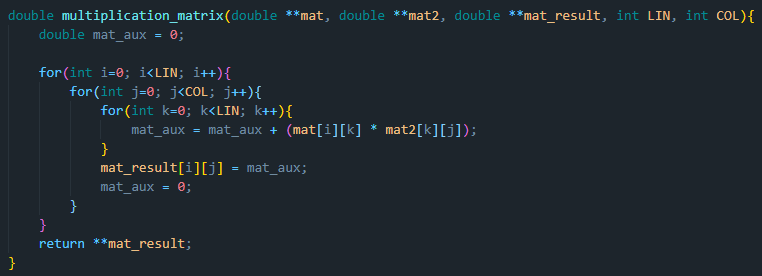 double multiplication_matrix(double **mat, double **mat2, double **mat_result, int LIN, int COL){
    double mat_aux = 0;

    for(int i=0; i<LIN; i++){
        for(int j=0; j<COL; j++){
            for(int k=0; k<LIN; k++){
                mat_aux = mat_aux + (mat[i][k] * mat2[k][j]);
            }
            mat_result[i][j] = mat_aux;
            mat_aux = 0;
        }
    }
    return **mat_result;
}